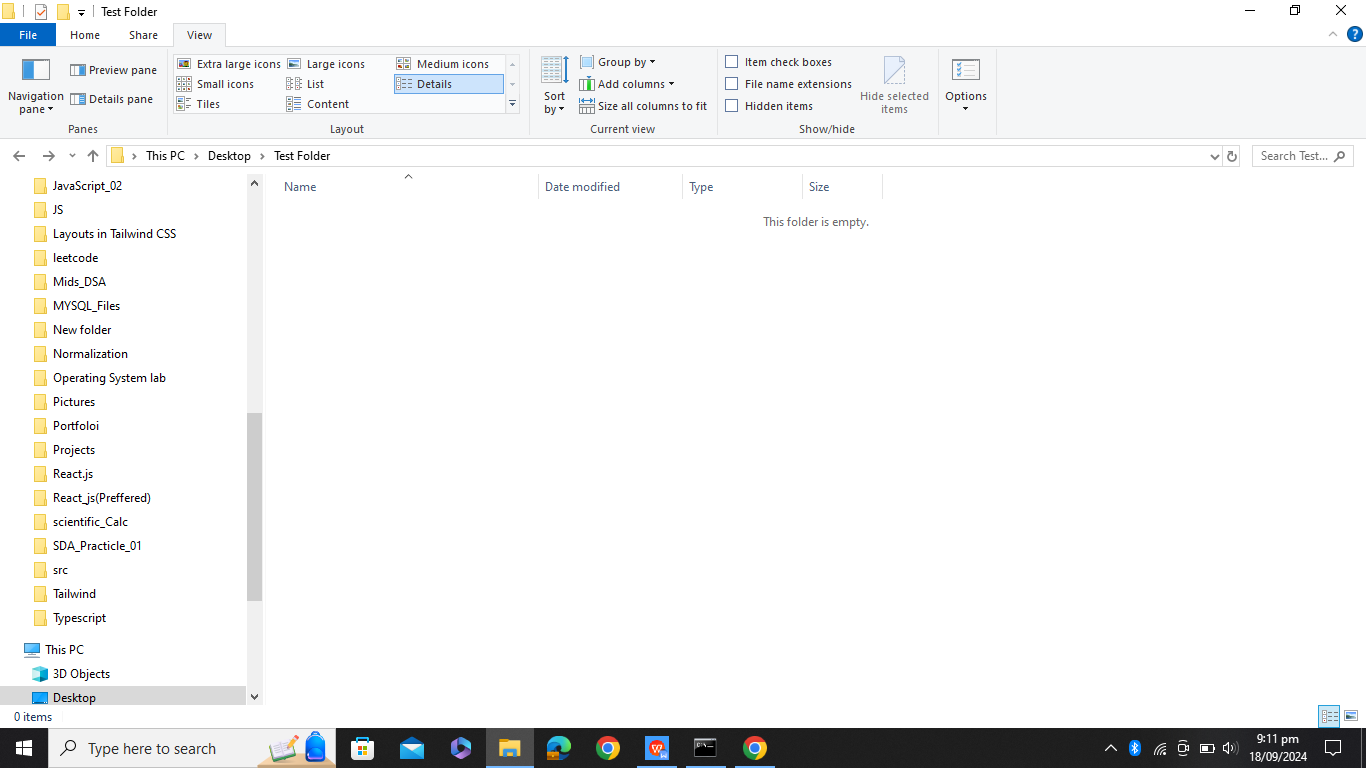 Test Folder
File Home Share View
Navigation pane
Preview pane
Details pane
Panes
Extra large icons Large icons Medium icons
Small icons List Details
Tiles Content
Layout
Sort by
Group by
Add columns
Size all columns to fit
Current view
Item check boxes
File name extensions
Hidden items
Hide selected items
Show/hide
Options
This PC Desktop Test Folder
Search Test...
JavaScript_02
JS
Layouts in Tailwind CSS
leetcode
Mids_DSA
MYSQL_Files
New folder
Normalization
Operating System lab
Pictures
Portfoloi
Projects
React.js
React_js(Preffered)
scientific_Calc
SDA_Practicle_01
src
Tailwind
Typescript
This PC
3D Objects
Desktop
Name Date modified Type Size
This folder is empty.
0 items
Type here to search
9:11 pm
18/09/2024